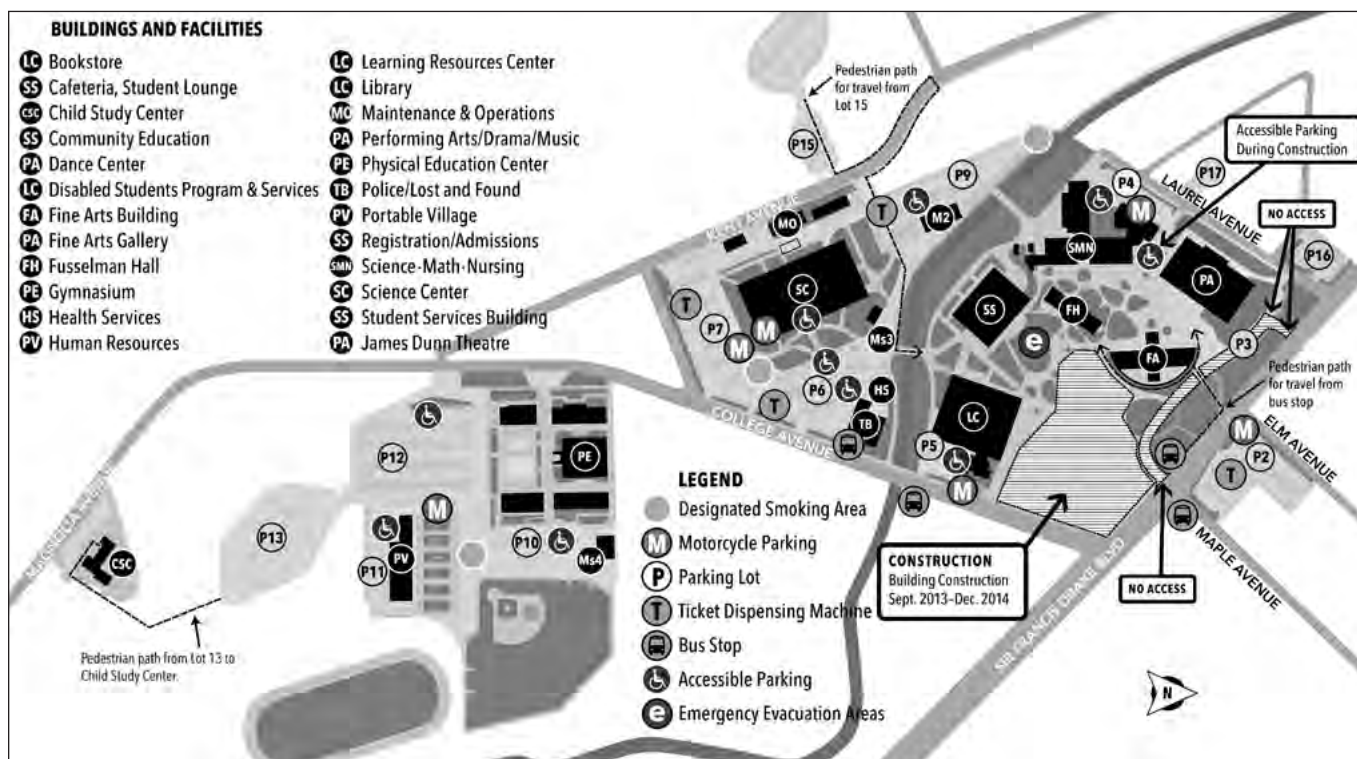 BUILDINGS AND FACILITIES
LC Bookstore
SS Cafeteria, Student Lounge
CSC Child Study Center
SS Community Education
PA Dance Center
LC Disabled Students Program & Services
FA Fine Arts Building
PA Fine Arts Gallery
FH Fusselman Hall
PE Gymnasium
HS Health Services
PV Human Resources
LC Learning Resources Center
LC Library
MO Maintenance & Operations
PA Performing Arts/Drama/Music
PE Physical Education Center
TB Police/Lost and Found
PV Portable Village
SS Registration/Admissions
SMN Science-Math-Nursing
SC Science Center
SS Student Services Building
PA James Dunn Theatre
Pedestrian path
for travel from
Lot 15
P15
P9
M2
T
MO
KENT AVENUE
SC
T
P7
M
M
Ms3
P6
HS
T
TB
COLLEGE AVENUE
P4
M
P17
LAUREL AVENUE
Accessible Parking
During Construction
NO ACCESS
P16
SMN
PA
SS
FH
e
FA
P3
Pedestrian path
for travel from
bus stop
ELM AVENUE
M
P2
T
MAPLE AVENUE
LC
P5
M
NO ACCESS
SIR FRANCIS DRAKE BLVD
CONSTRUCTION
Building Construction
Sept. 2013–Dec. 2014
P12
PE
M
P13
P10
Ms4
PV
P11
CSC
Pedestrian path from Lot 13 to
Child Study Center.
LEGEND
Designated Smoking Area
M Motorcycle Parking
P Parking Lot
T Ticket Dispensing Machine
Bus Stop
Accessible Parking
e Emergency Evacuation Areas
N